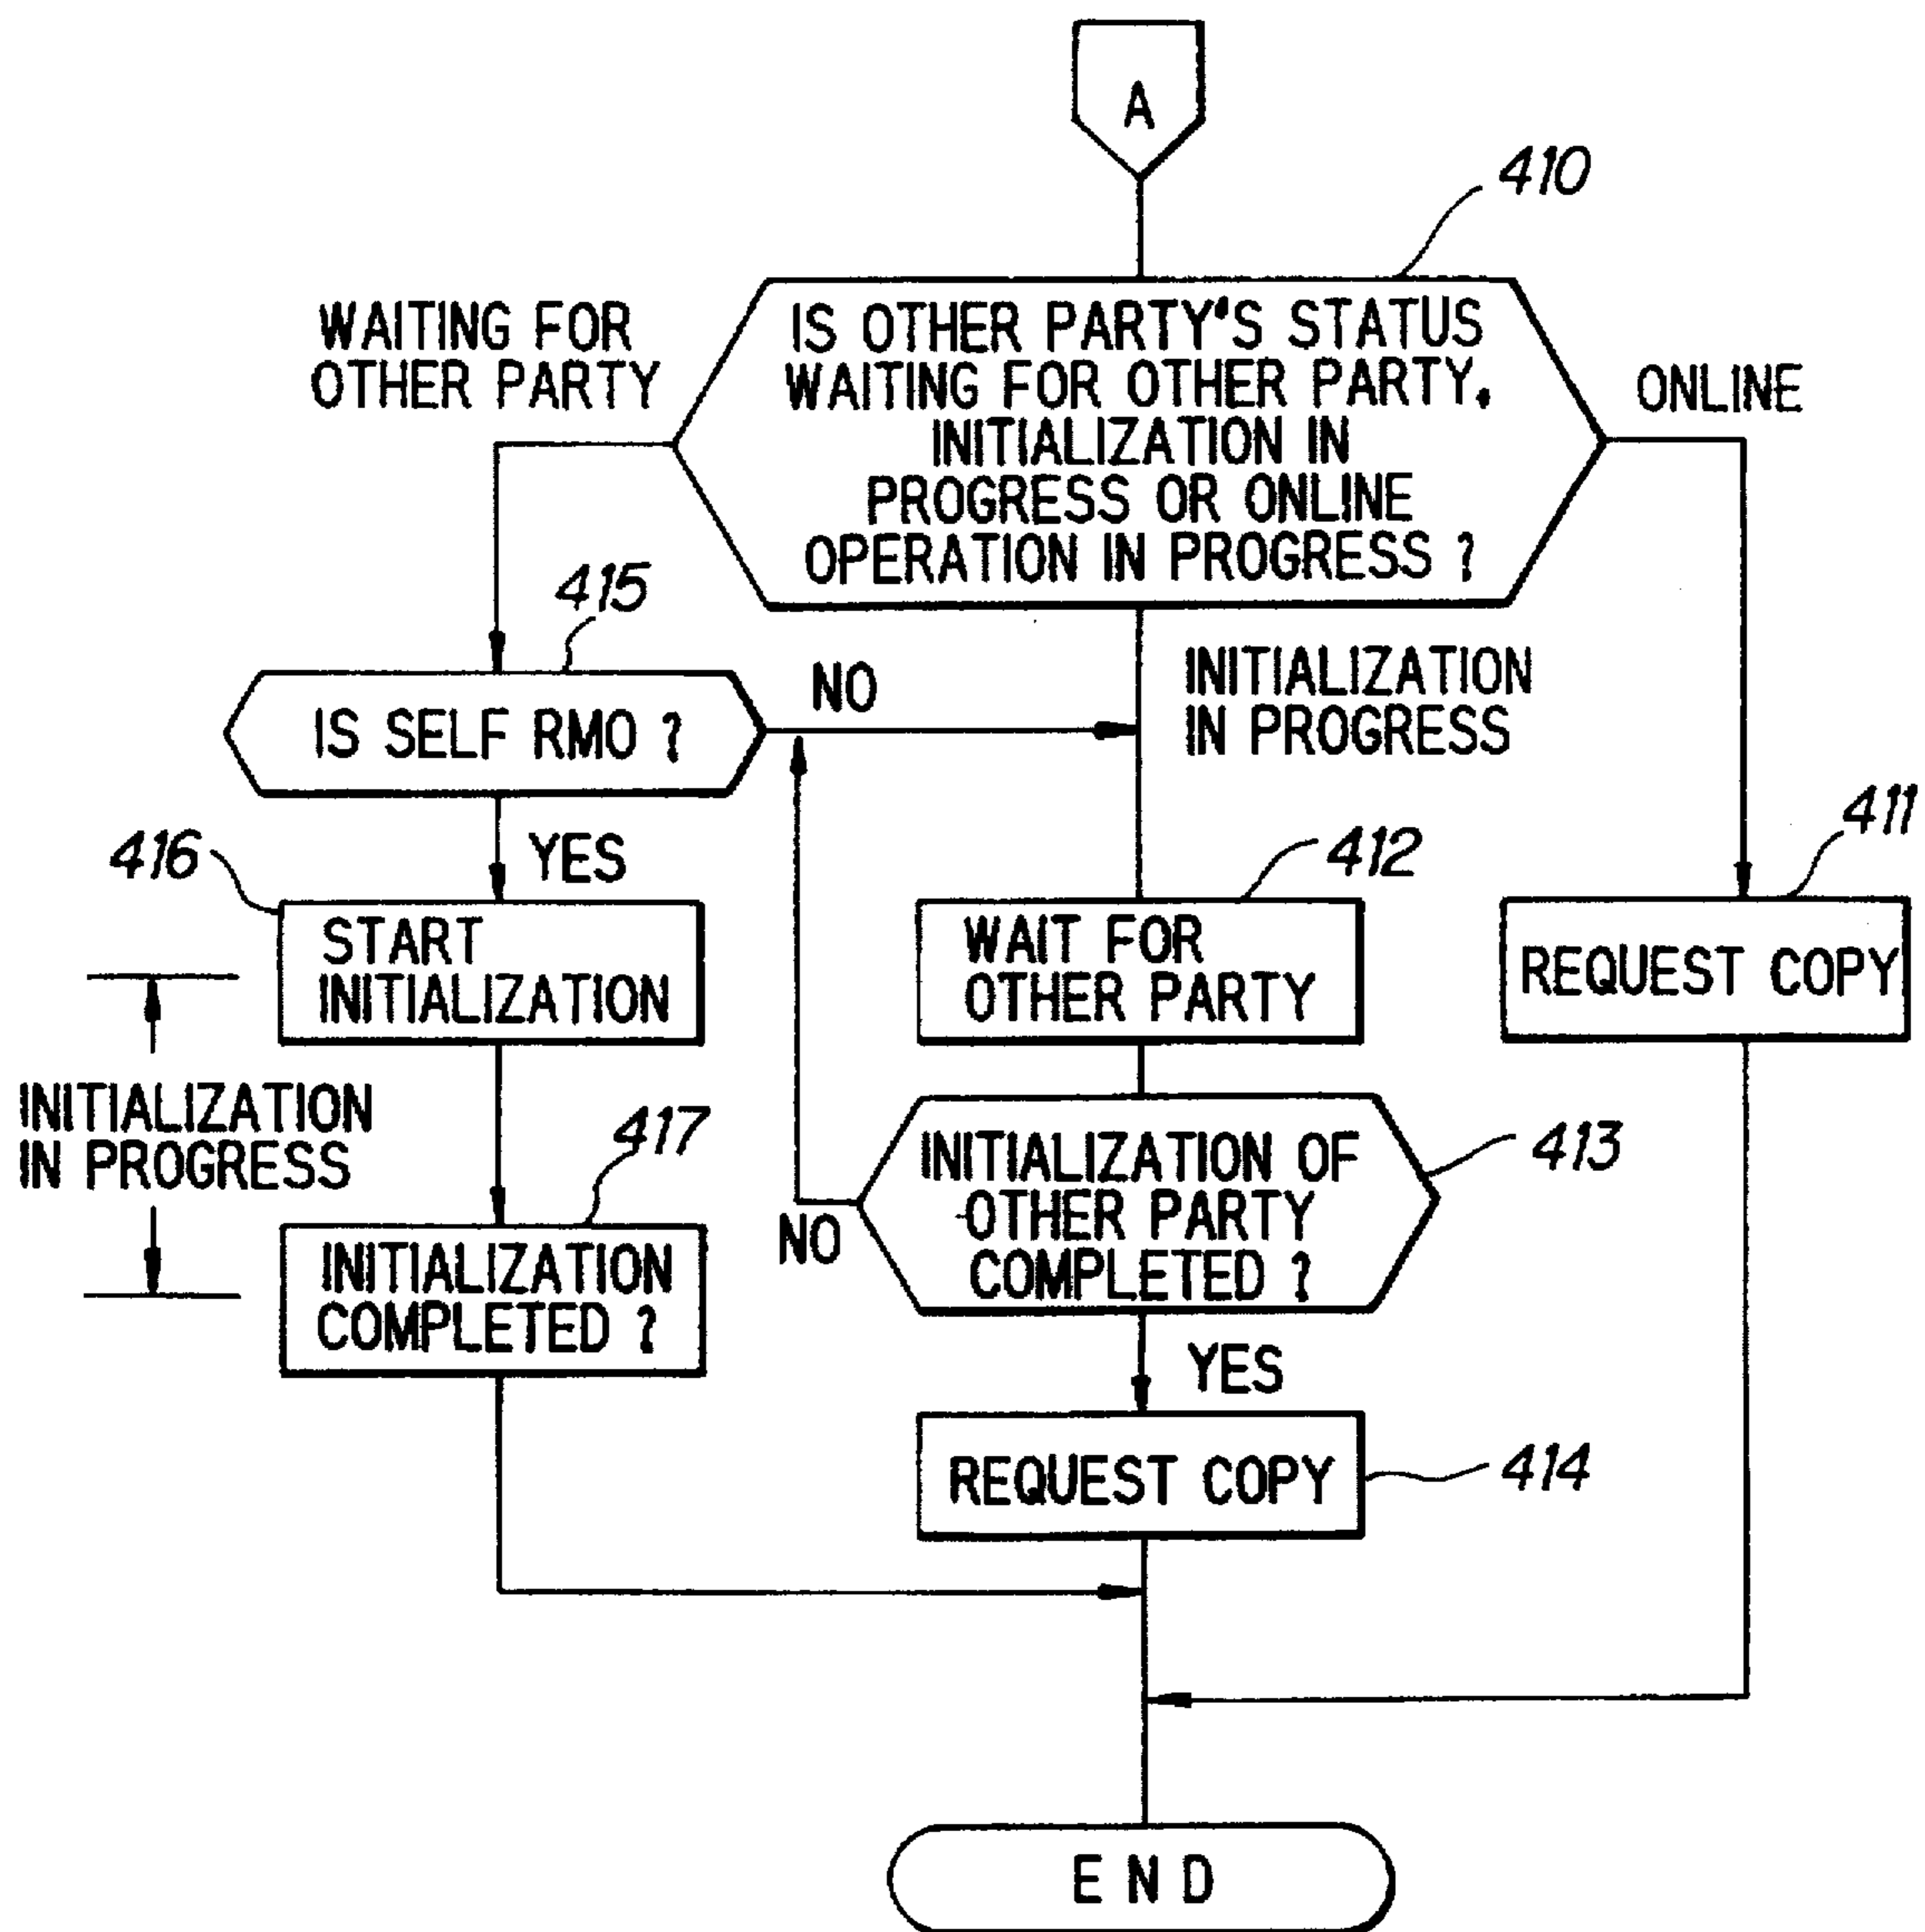 A
410
WAITING FOR
OTHER PARTY
IS OTHER PARTY'S STATUS
WAITING FOR OTHER PARTY.
INITIALIZATION IN
PROGRESS OR ONLINE
OPERATION IN PROGRESS ?
ONLINE
415
IS SELF RMO ?
NO
INITIALIZATION
IN PROGRESS
416
YES
412
411
START
INITIALIZATION
WAIT FOR
OTHER PARTY
REQUEST COPY
INITIALIZATION
IN PROGRESS
417
INITIALIZATION OF
OTHER PARTY
COMPLETED ?
413
NO
INITIALIZATION
COMPLETED ?
YES
REQUEST COPY
414
END